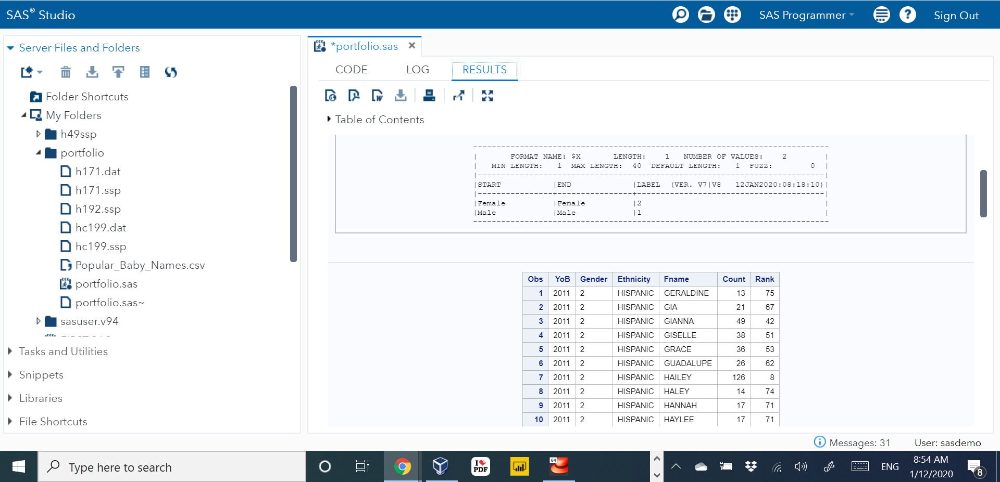 SAS® Studio
SAS Programmer
Sign Out
Server Files and Folders
Folder Shortcuts
My Folders
h49ssp
portfolio
h171.dat
h171.ssp
h192.ssp
hc199.dat
hc199.ssp
Popular_Baby_Names.csv
portfolio.sas
portfolio.sas~
sasuser.v94
Tasks and Utilities
Snippets
Libraries
File Shortcuts
*portfolio.sas
CODE LOG RESULTS
Table of Contents
FORMAT NAME: $X LENGTH: 1 NUMBER OF VALUES: 2
MIN LENGTH: 1 MAX LENGTH: 40 DEFAULT LENGTH: 1 FUZZ: 0
START |END |LABEL (VER. V7|V8 12JAN2020:08:18:10)
Female |Female |2
Male |Male |1
Obs YoB Gender Ethnicity Fname Count Rank
1 2011 2 HISPANIC GERALDINE 13 75
2 2011 2 HISPANIC GIA 21 67
3 2011 2 HISPANIC GIANNA 49 42
4 2011 2 HISPANIC GISELLE 38 51
5 2011 2 HISPANIC GRACE 36 53
6 2011 2 HISPANIC GUADALUPE 26 62
7 2011 2 HISPANIC HAILEY 126 8
8 2011 2 HISPANIC HALEY 14 74
9 2011 2 HISPANIC HANNAH 17 71
10 2011 2 HISPANIC HAYLEE 17 71
Messages: 31 User: sasdemo
Type here to search
I PDF
64
ENG
8:54 AM
1/12/2020
8